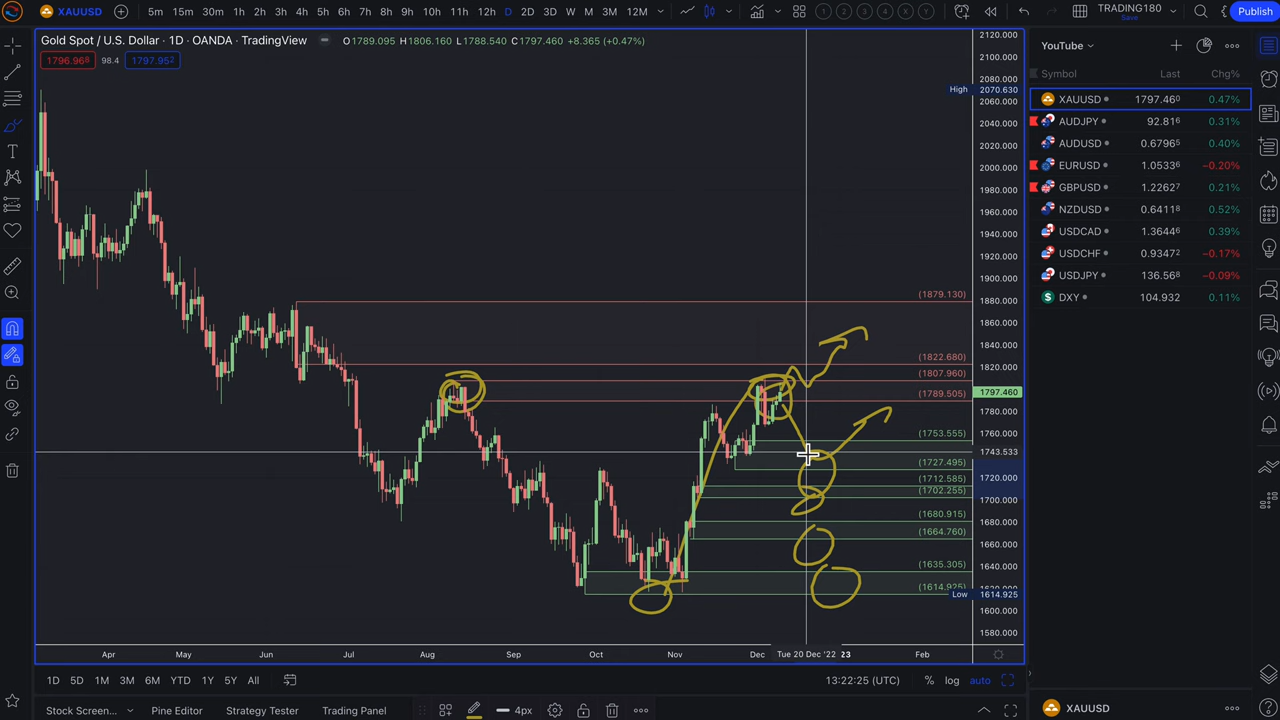 XAUUSD 5m 15m 30m 1h 2h 3h 4h 5h 6h 7h 8h 9h 10h 11h 12h D 2D 3D W M 3M 12M 1 2 3 4 X Y TRADING180 Save Publish
Gold Spot / U.S. Dollar · 1D · OANDA · TradingView O1789.095 H1806.160 L1788.540 C1797.460 +8.365 (+0.47%)
1796.968 98.4 1797.952
2120.000
2100.000
2080.000
High 2070.630
2060.000
2040.000
2020.000
2000.000
1980.000
1960.000
1940.000
1920.000
1900.000
(1879.130) 1880.000
1860.000
1840.000
(1822.680)
1820.000
(1807.960)
(1789.505) 1797.460
1780.000
(1753.555) 1760.000
1743.533
(1727.495)
(1712.585) 1720.000
(1702.255) 1700.000
(1680.915) 1680.000
(1664.760) 1660.000
1640.000
(1635.305)
(1614.925) 1620.000
Low 1614.925
1600.000
1580.000
Apr May Jun Jul Aug Sep Oct Nov Dec Tue 20 Dec '22 23 Feb
1D 5D 1M 3M 6M YTD 1Y 5Y All 13:22:25 (UTC) % log auto
Stock Screen... Pine Editor Strategy Tester Trading Panel 4px
YouTube
Symbol Last Chg%
XAUUSD 1797.460 0.47%
AUDJPY 92.816 0.31%
AUDUSD 0.67965 0.40%
EURUSD 1.05336 −0.20%
GBPUSD 1.22627 0.21%
NZDUSD 0.64118 0.52%
USDCAD 1.36446 0.39%
USDCHF 0.93472 −0.17%
USDJPY 136.568 −0.09%
DXY 104.932 0.11%
XAUUSD